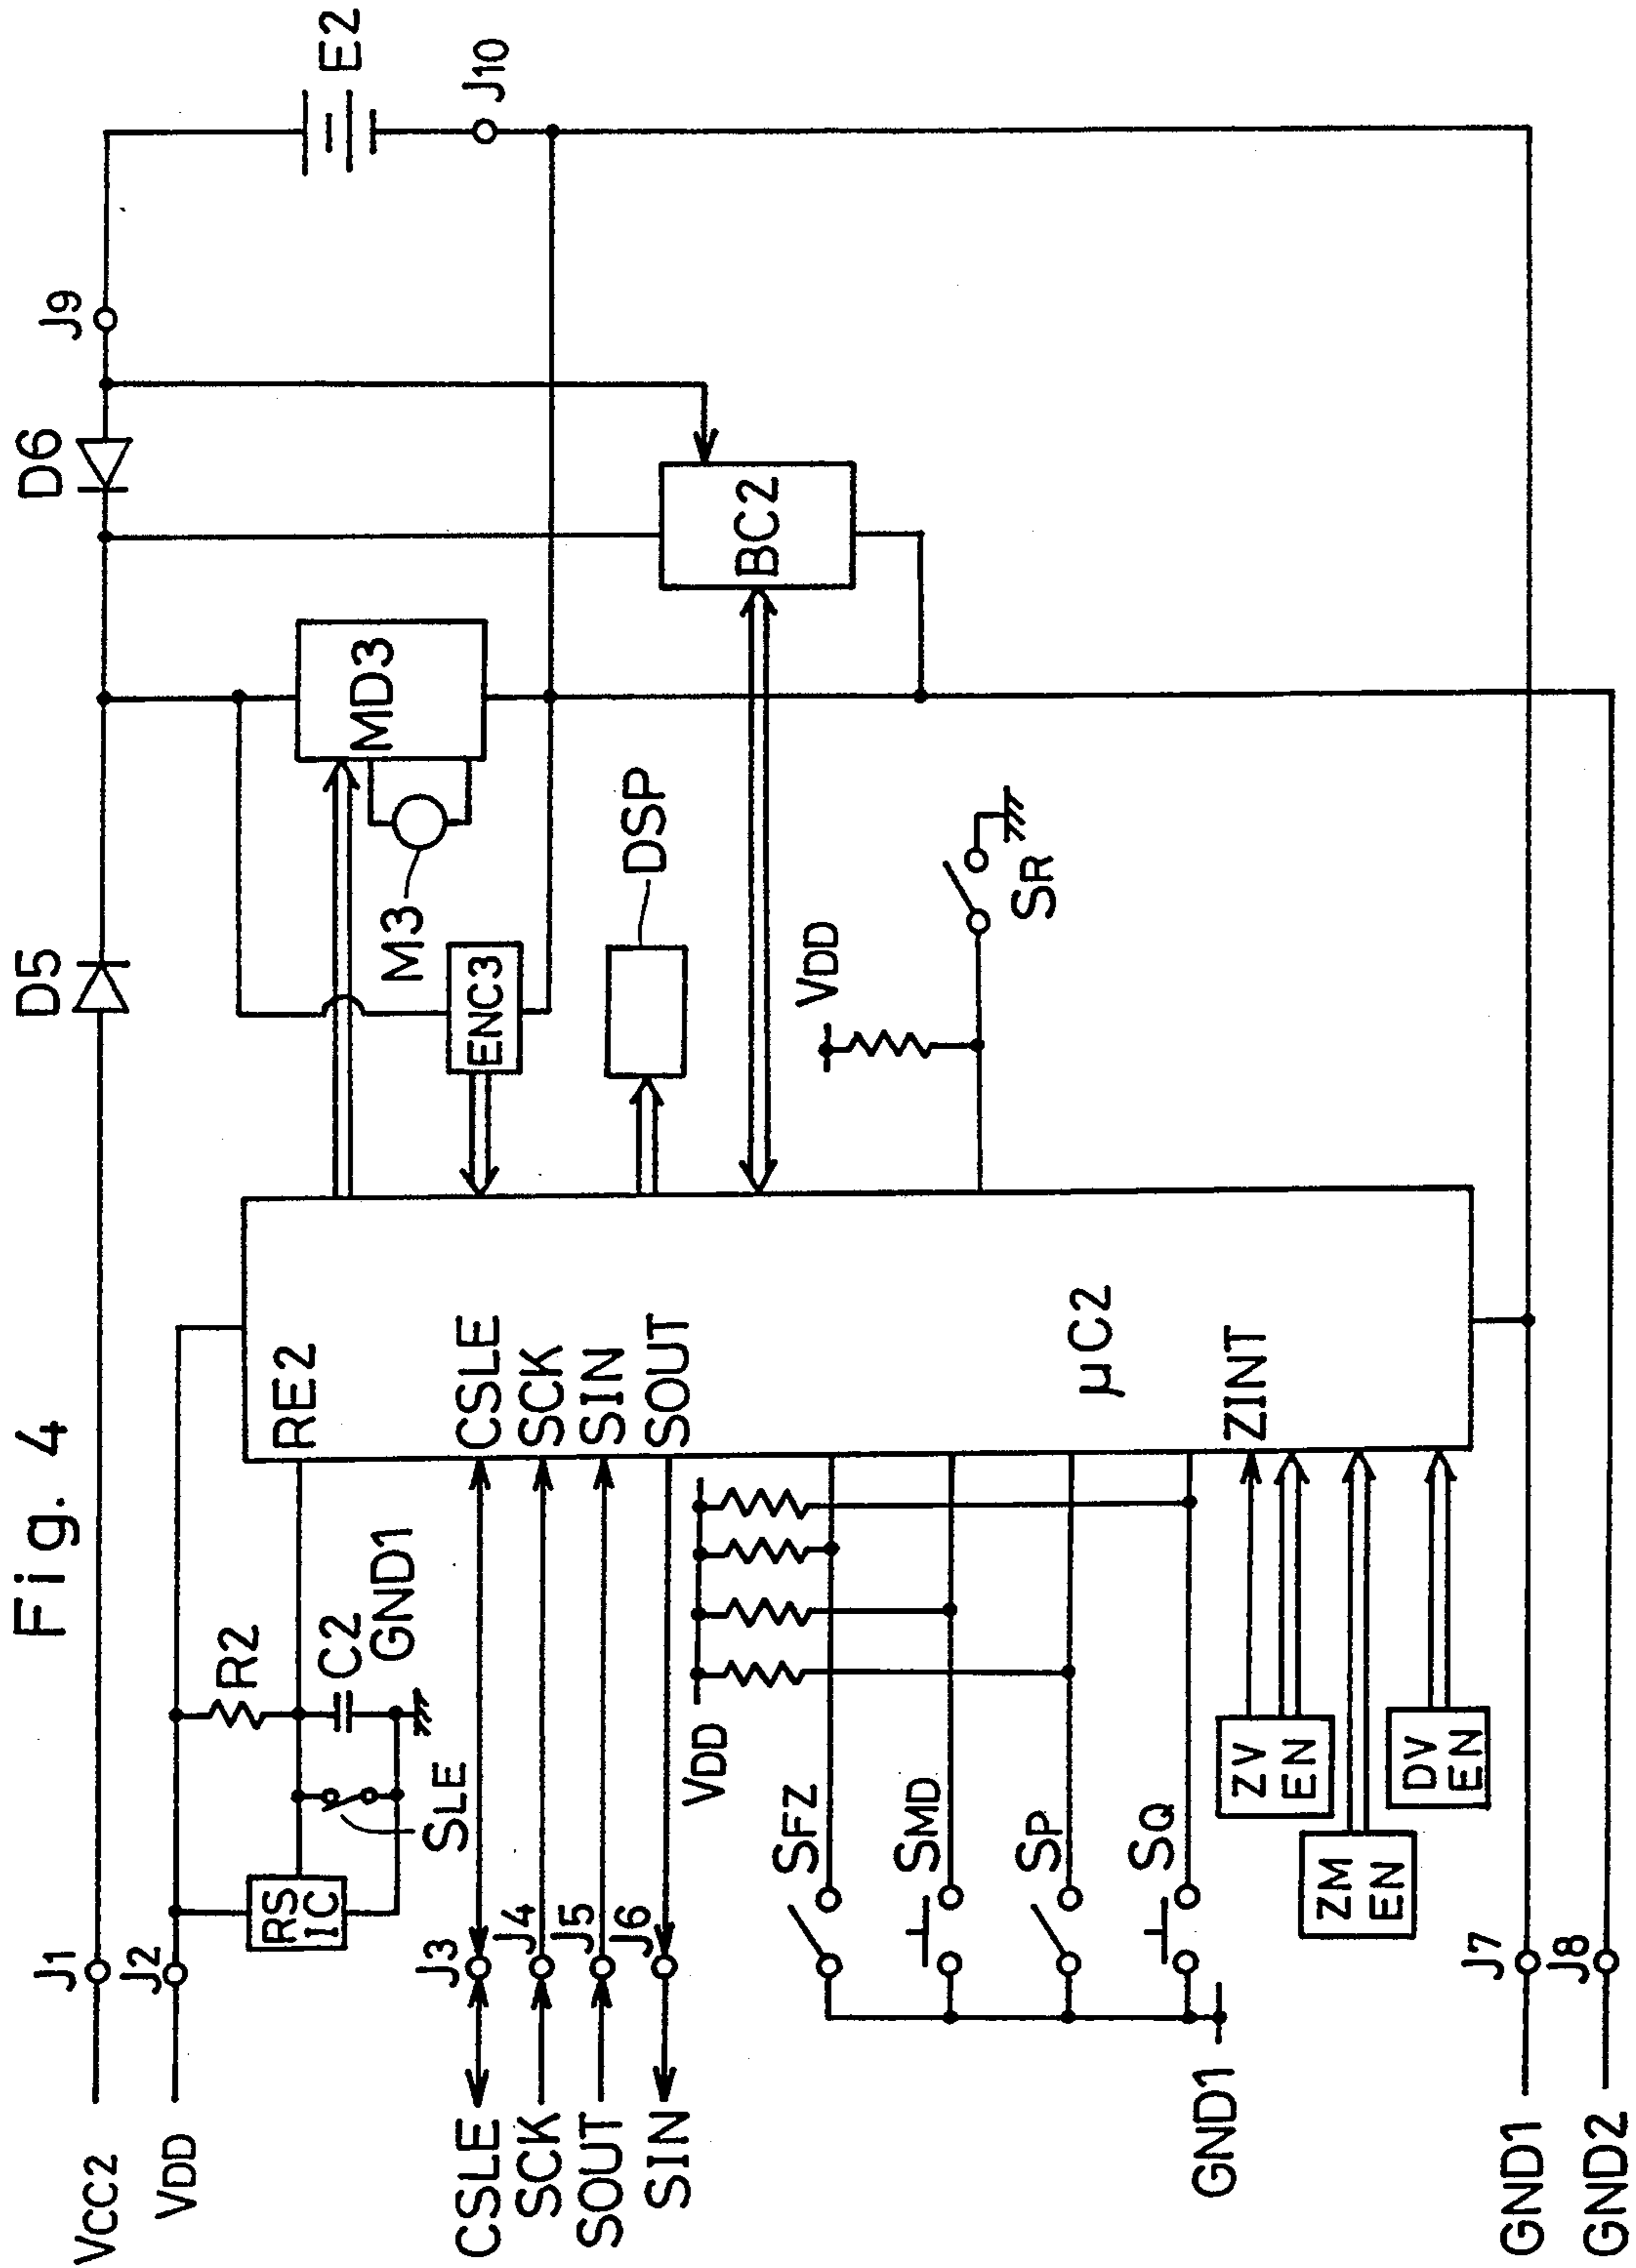 Fig. 4
VCC2
J1
D5
D6
J9
E2
J10
VDD
J2
R2
RE2
RS
IC
SLE
C2
GND1
MD3
M3
ENC3
DSP
BC2
CSLE
J3
CSLE
SCK
J4
SCK
SOUT
J5
SIN
SIN
J6
SOUT
VDD
VDD
SR
SFZ
SMD
SP
SQ
GND1
μC2
ZINT
ZV
EN
ZM
EN
DV
EN
GND1
J7
GND2
J8